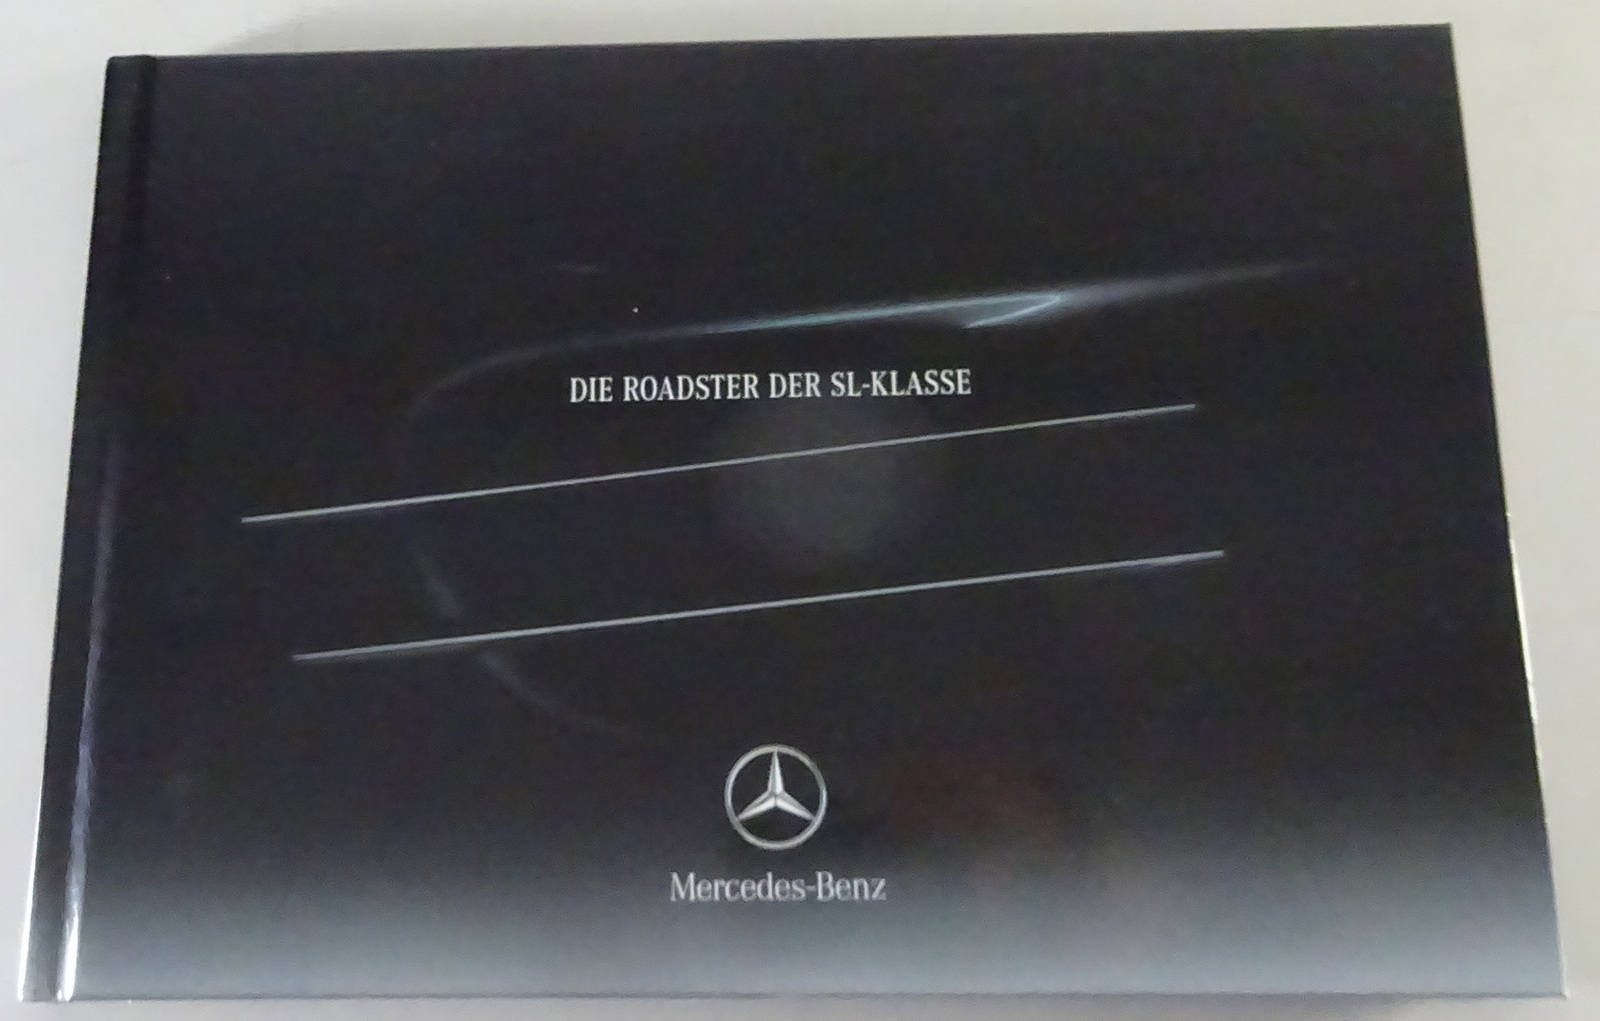 DIE ROADSTER DER SL-KLASSE
Mercedes-Benz